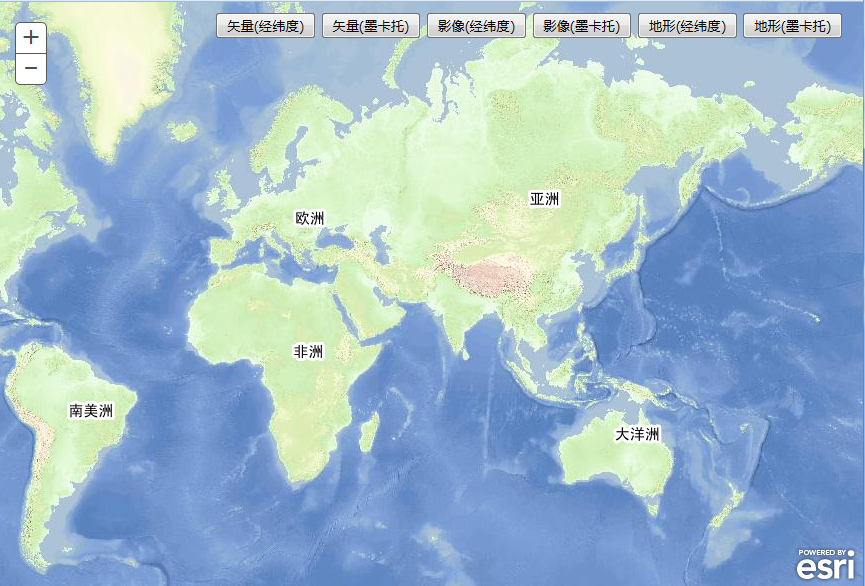 矢量(经纬度) 矢量(墨卡托) 影像(经纬度) 影像(墨卡托) 地形(经纬度) 地形(墨卡托)
+
−
亚洲
欧洲
非洲
南美洲
大洋洲
POWERED BY
esri